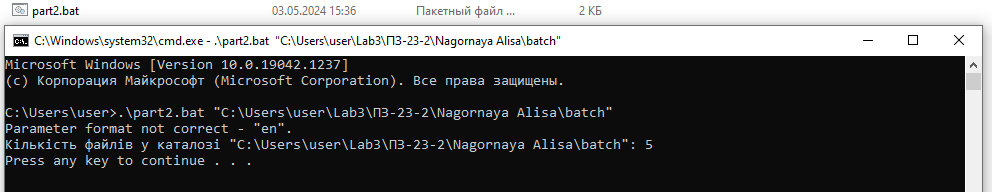 part2.bat 03.05.2024 15:36 Пакетный файл ... 2 КБ
C:\Windows\system32\cmd.exe - .\part2.bat "C:\Users\user\Lab3\ПЗ-23-2\Nagornaya Alisa\batch"
Microsoft Windows [Version 10.0.19042.1237]
(c) Корпорация Майкрософт (Microsoft Corporation). Все права защищены.
C:\Users\user>.\part2.bat "C:\Users\user\Lab3\ПЗ-23-2\Nagornaya Alisa\batch"
Parameter format not correct - "en".
Кількість файлів у каталозі "C:\Users\user\Lab3\ПЗ-23-2\Nagornaya Alisa\batch": 5
Press any key to continue . . .